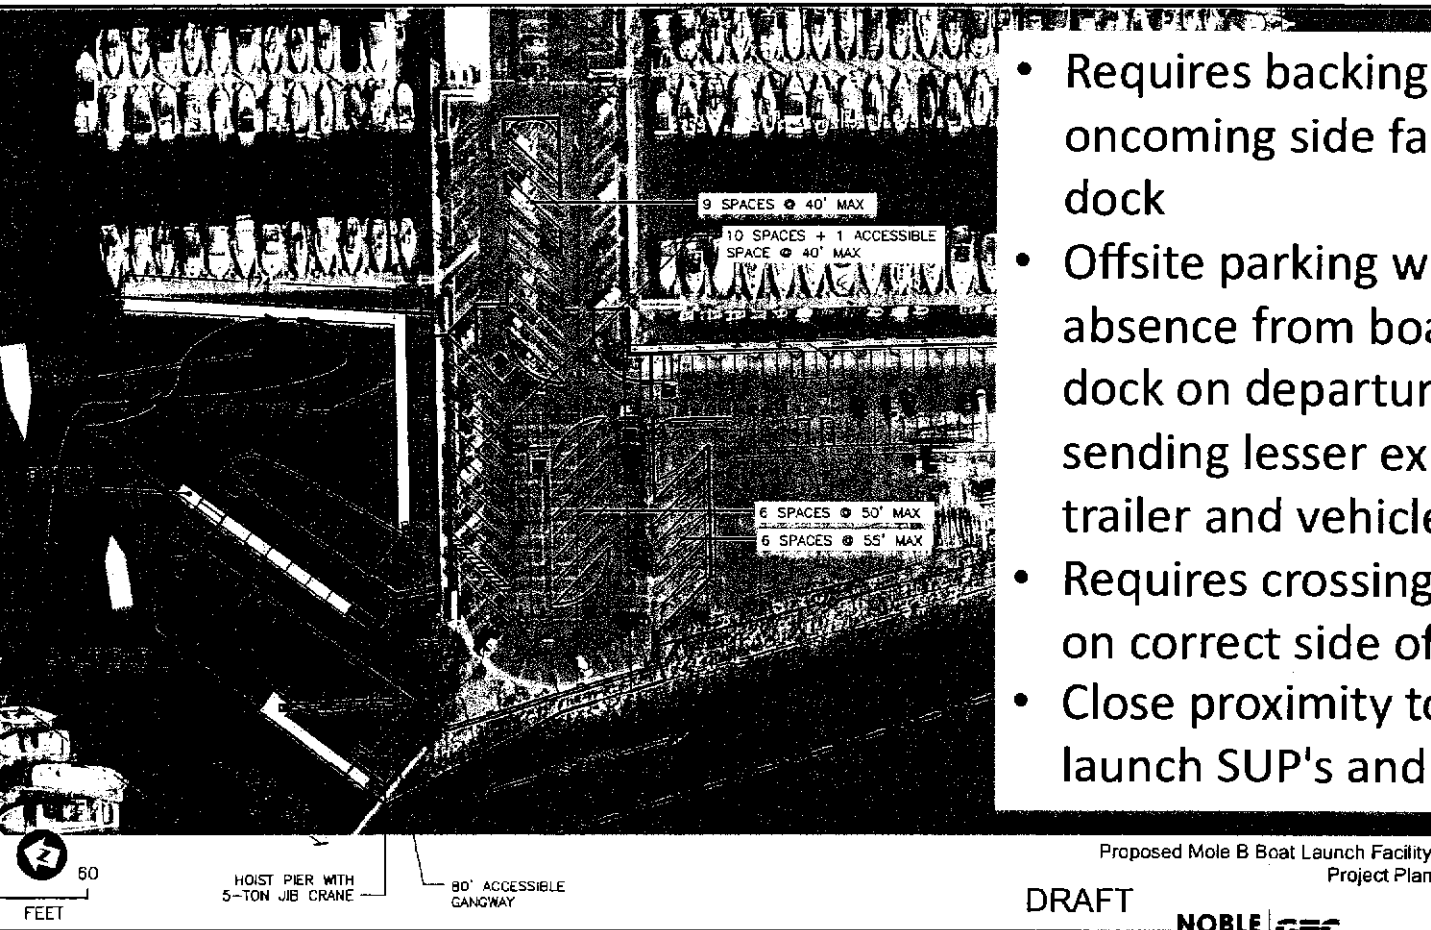 9 SPACES @ 40' MAX
10 SPACES + 1 ACCESSIBLE
SPACE @ 40' MAX
6 SPACES @ 50' MAX
6 SPACES @ 55' MAX
Requires backing
oncoming side fa
dock
Offsite parking w
absence from boa
dock on departur
sending lesser ex
trailer and vehicle
Requires crossing
on correct side of
Close proximity to
launch SUP's and
60
FEET
HOIST PIER WITH
5-TON JIB CRANE
80' ACCESSIBLE
GANGWAY
Proposed Mole B Boat Launch Facility
Project Plan
DRAFT
NOBLE